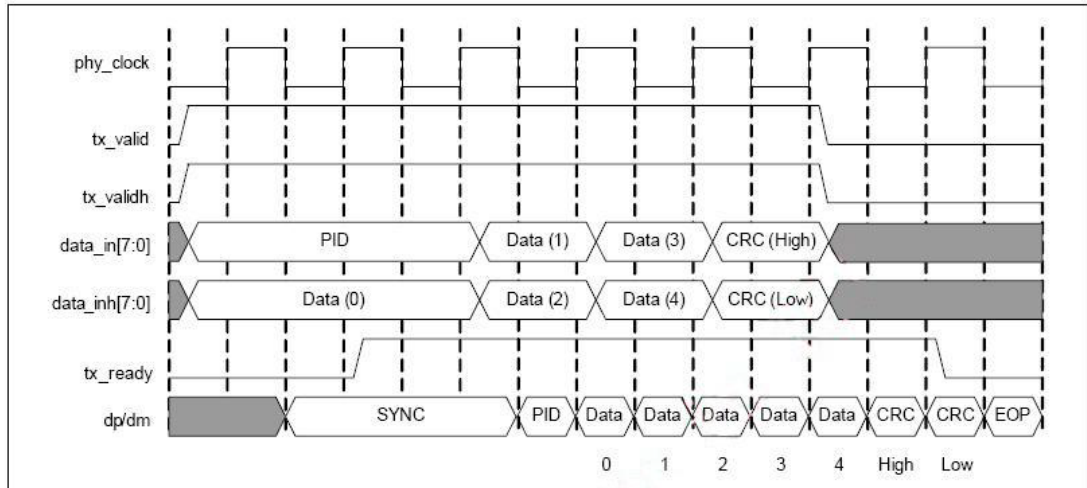 phy_clock
tx_valid
tx_validh
data_in[7:0] PID Data (1) Data (3) CRC (High)
data_inh[7:0] Data (0) Data (2) Data (4) CRC (Low)
tx_ready
dp/dm SYNC PID Data Data Data Data Data CRC CRC EOP
0 1 2 3 4 High Low